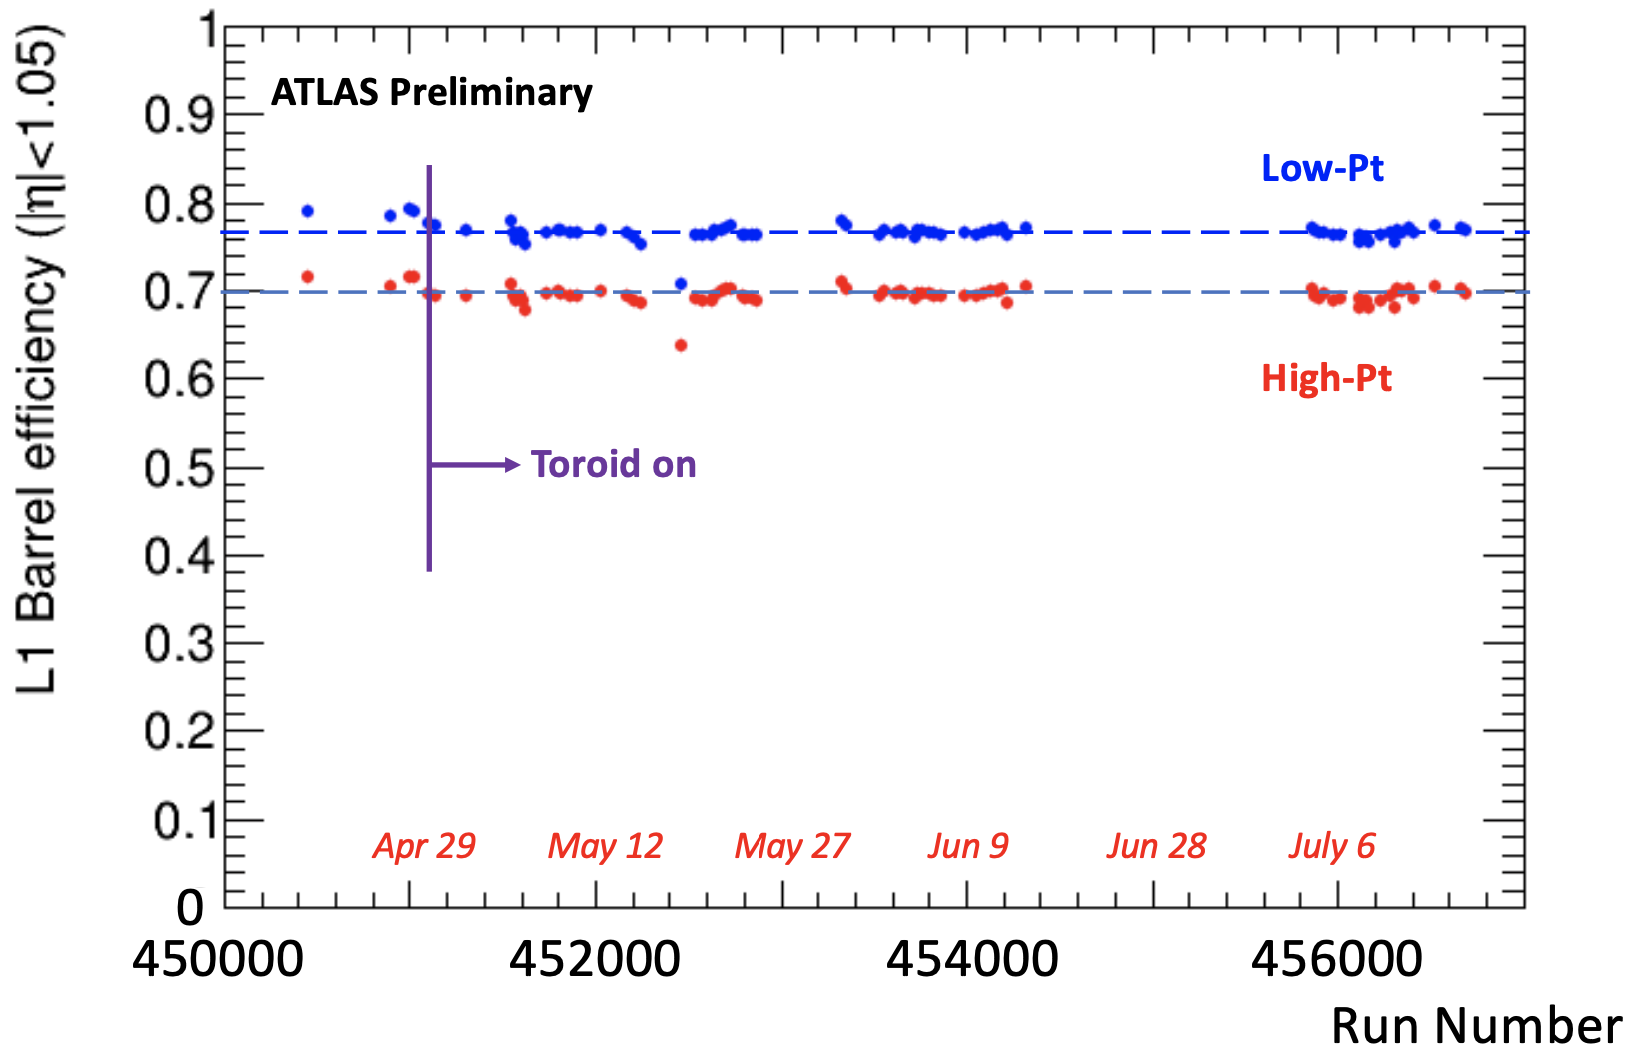 L1 Barrel efficiency (|η|<1.05)
1
0.9
0.8
0.7
0.6
0.5
0.4
0.3
0.2
0.1
0
ATLAS Preliminary
Low-Pt
High-Pt
Toroid on
Apr 29 May 12 May 27 Jun 9 Jun 28 July 6
450000 452000 454000 456000
Run Number